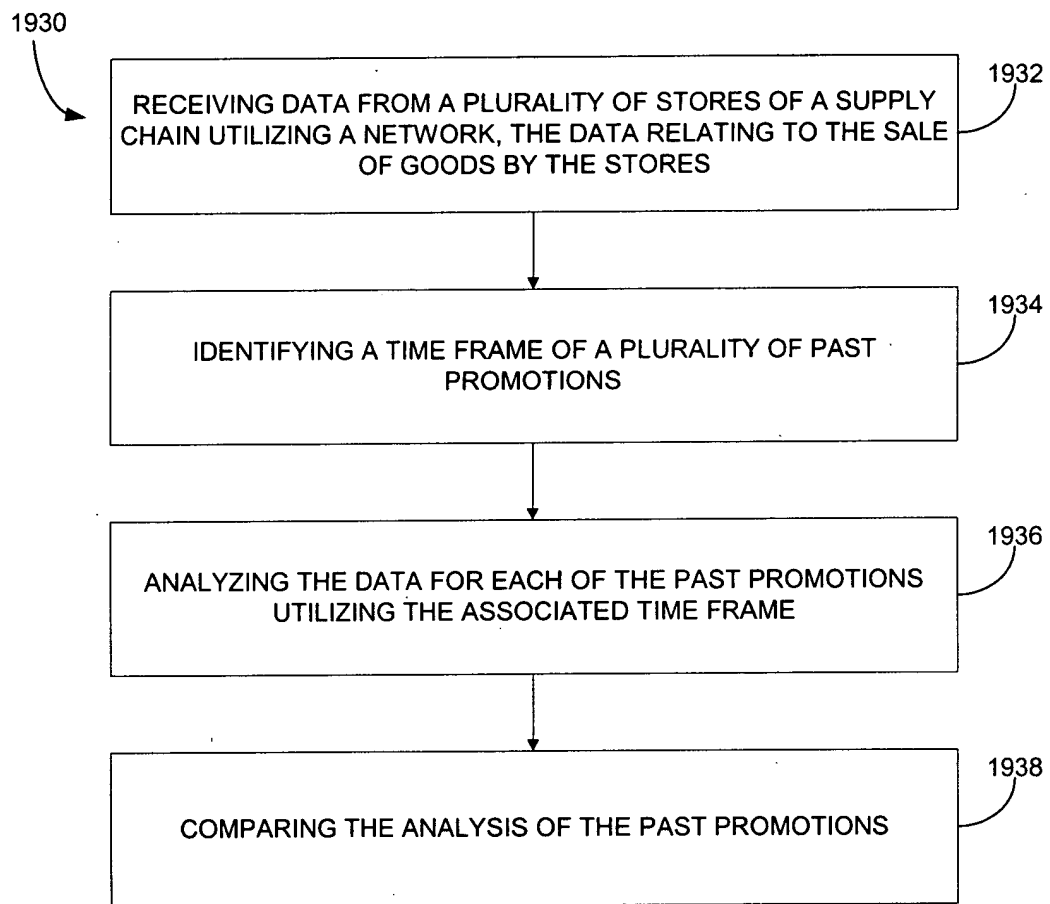 1930
1932
RECEIVING DATA FROM A PLURALITY OF STORES OF A SUPPLY
CHAIN UTILIZING A NETWORK, THE DATA RELATING TO THE SALE
OF GOODS BY THE STORES
1934
IDENTIFYING A TIME FRAME OF A PLURALITY OF PAST
PROMOTIONS
1936
ANALYZING THE DATA FOR EACH OF THE PAST PROMOTIONS
UTILIZING THE ASSOCIATED TIME FRAME
1938
COMPARING THE ANALYSIS OF THE PAST PROMOTIONS